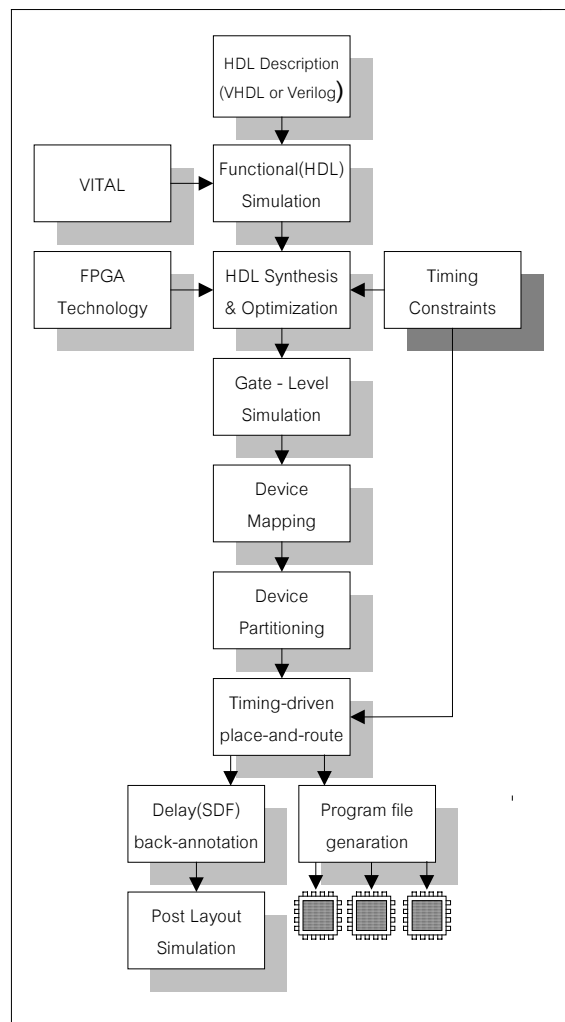 HDL Description
(VHDL or Verilog)
VITAL
Functional(HDL)
Simulation
FPGA
Technology
HDL Synthesis
& Optimization
Timing
Constraints
Gate - Level
Simulation
Device
Mapping
Device
Partitioning
Timing-driven
place-and-route
Delay(SDF)
back-annotation
Program file
genaration
Post Layout
Simulation